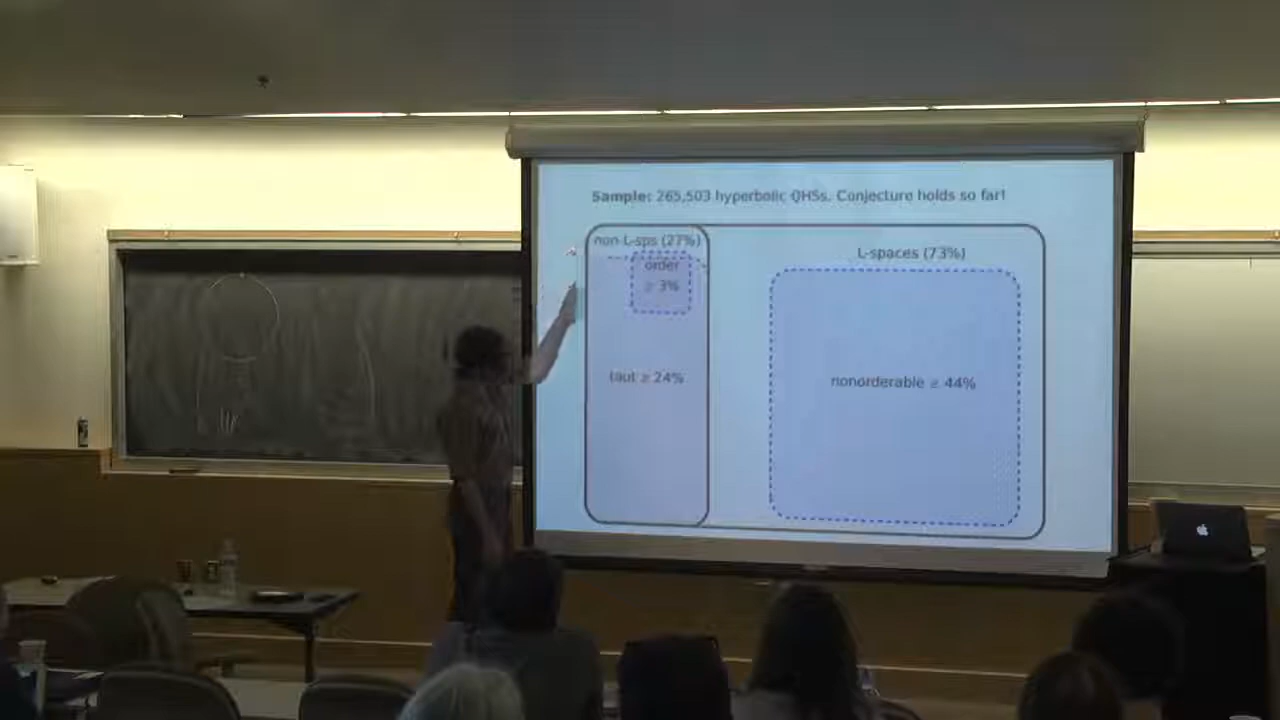 Sample: 265,503 hyperbolic QHSs. Conjecture holds so far!
non L-sps (27%)
order
≥ 3%
taut ≥ 24%
L-spaces (73%)
nonorderable ≥ 44%